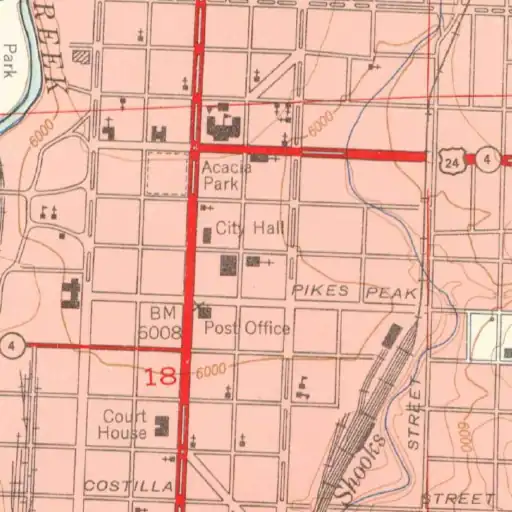 REEK
Park
6000
6000
24
4
Acacia
Park
City Hall
PIKES PEAK
BM
6008
Post Office
4
18
6000
STREET
6000
Court
House
Shooks
COSTILLA
STREET